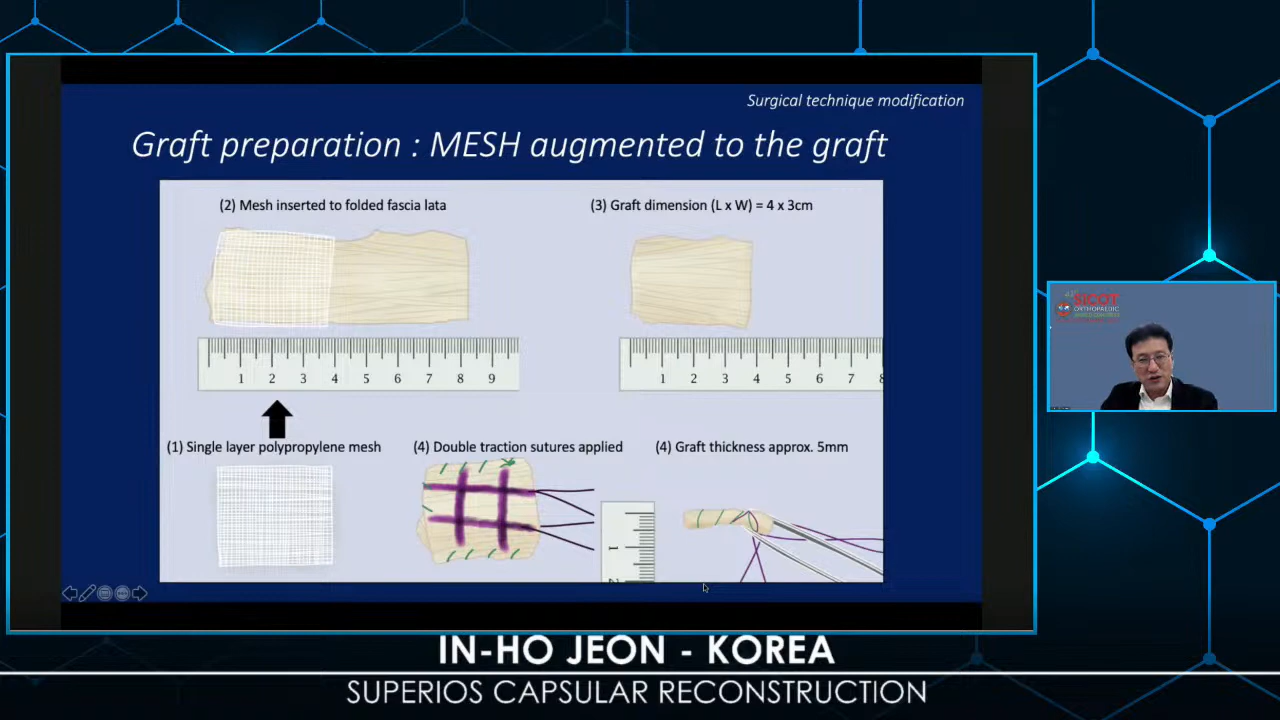 Surgical technique modification
Graft preparation : MESH augmented to the graft
(2) Mesh inserted to folded fascia lata
(3) Graft dimension (L x W) = 4 x 3cm
1 2 3 4 5 6 7 8 9
1 2 3 4 5 6 7 8
(1) Single layer polypropylene mesh
(4) Double traction sutures applied
(4) Graft thickness approx. 5mm
1
2
SICOT
ORTHOPAEDIC
IN-HO JEON - KOREA
SUPERIOS CAPSULAR RECONSTRUCTION